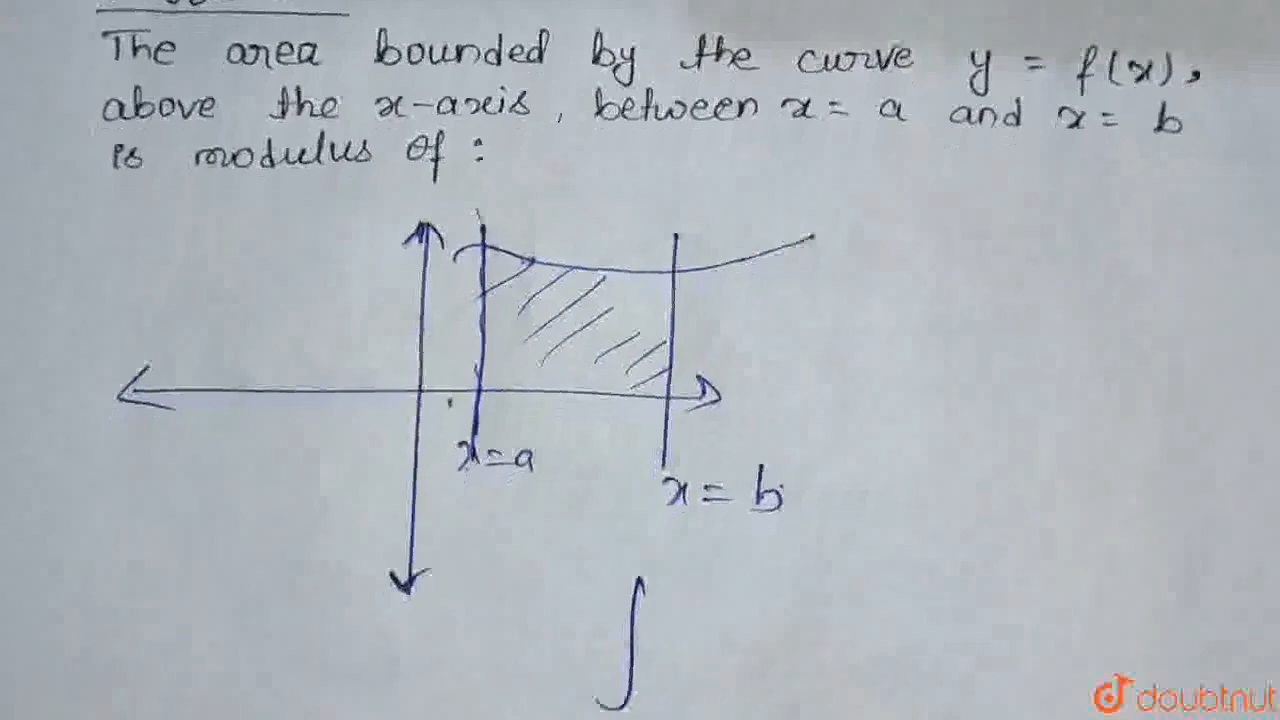 The area bounded by the curve y = f(x),
above the x-axis, between x = a and x = b
is modulus of :
x = a
x = b
∫
doubtnut